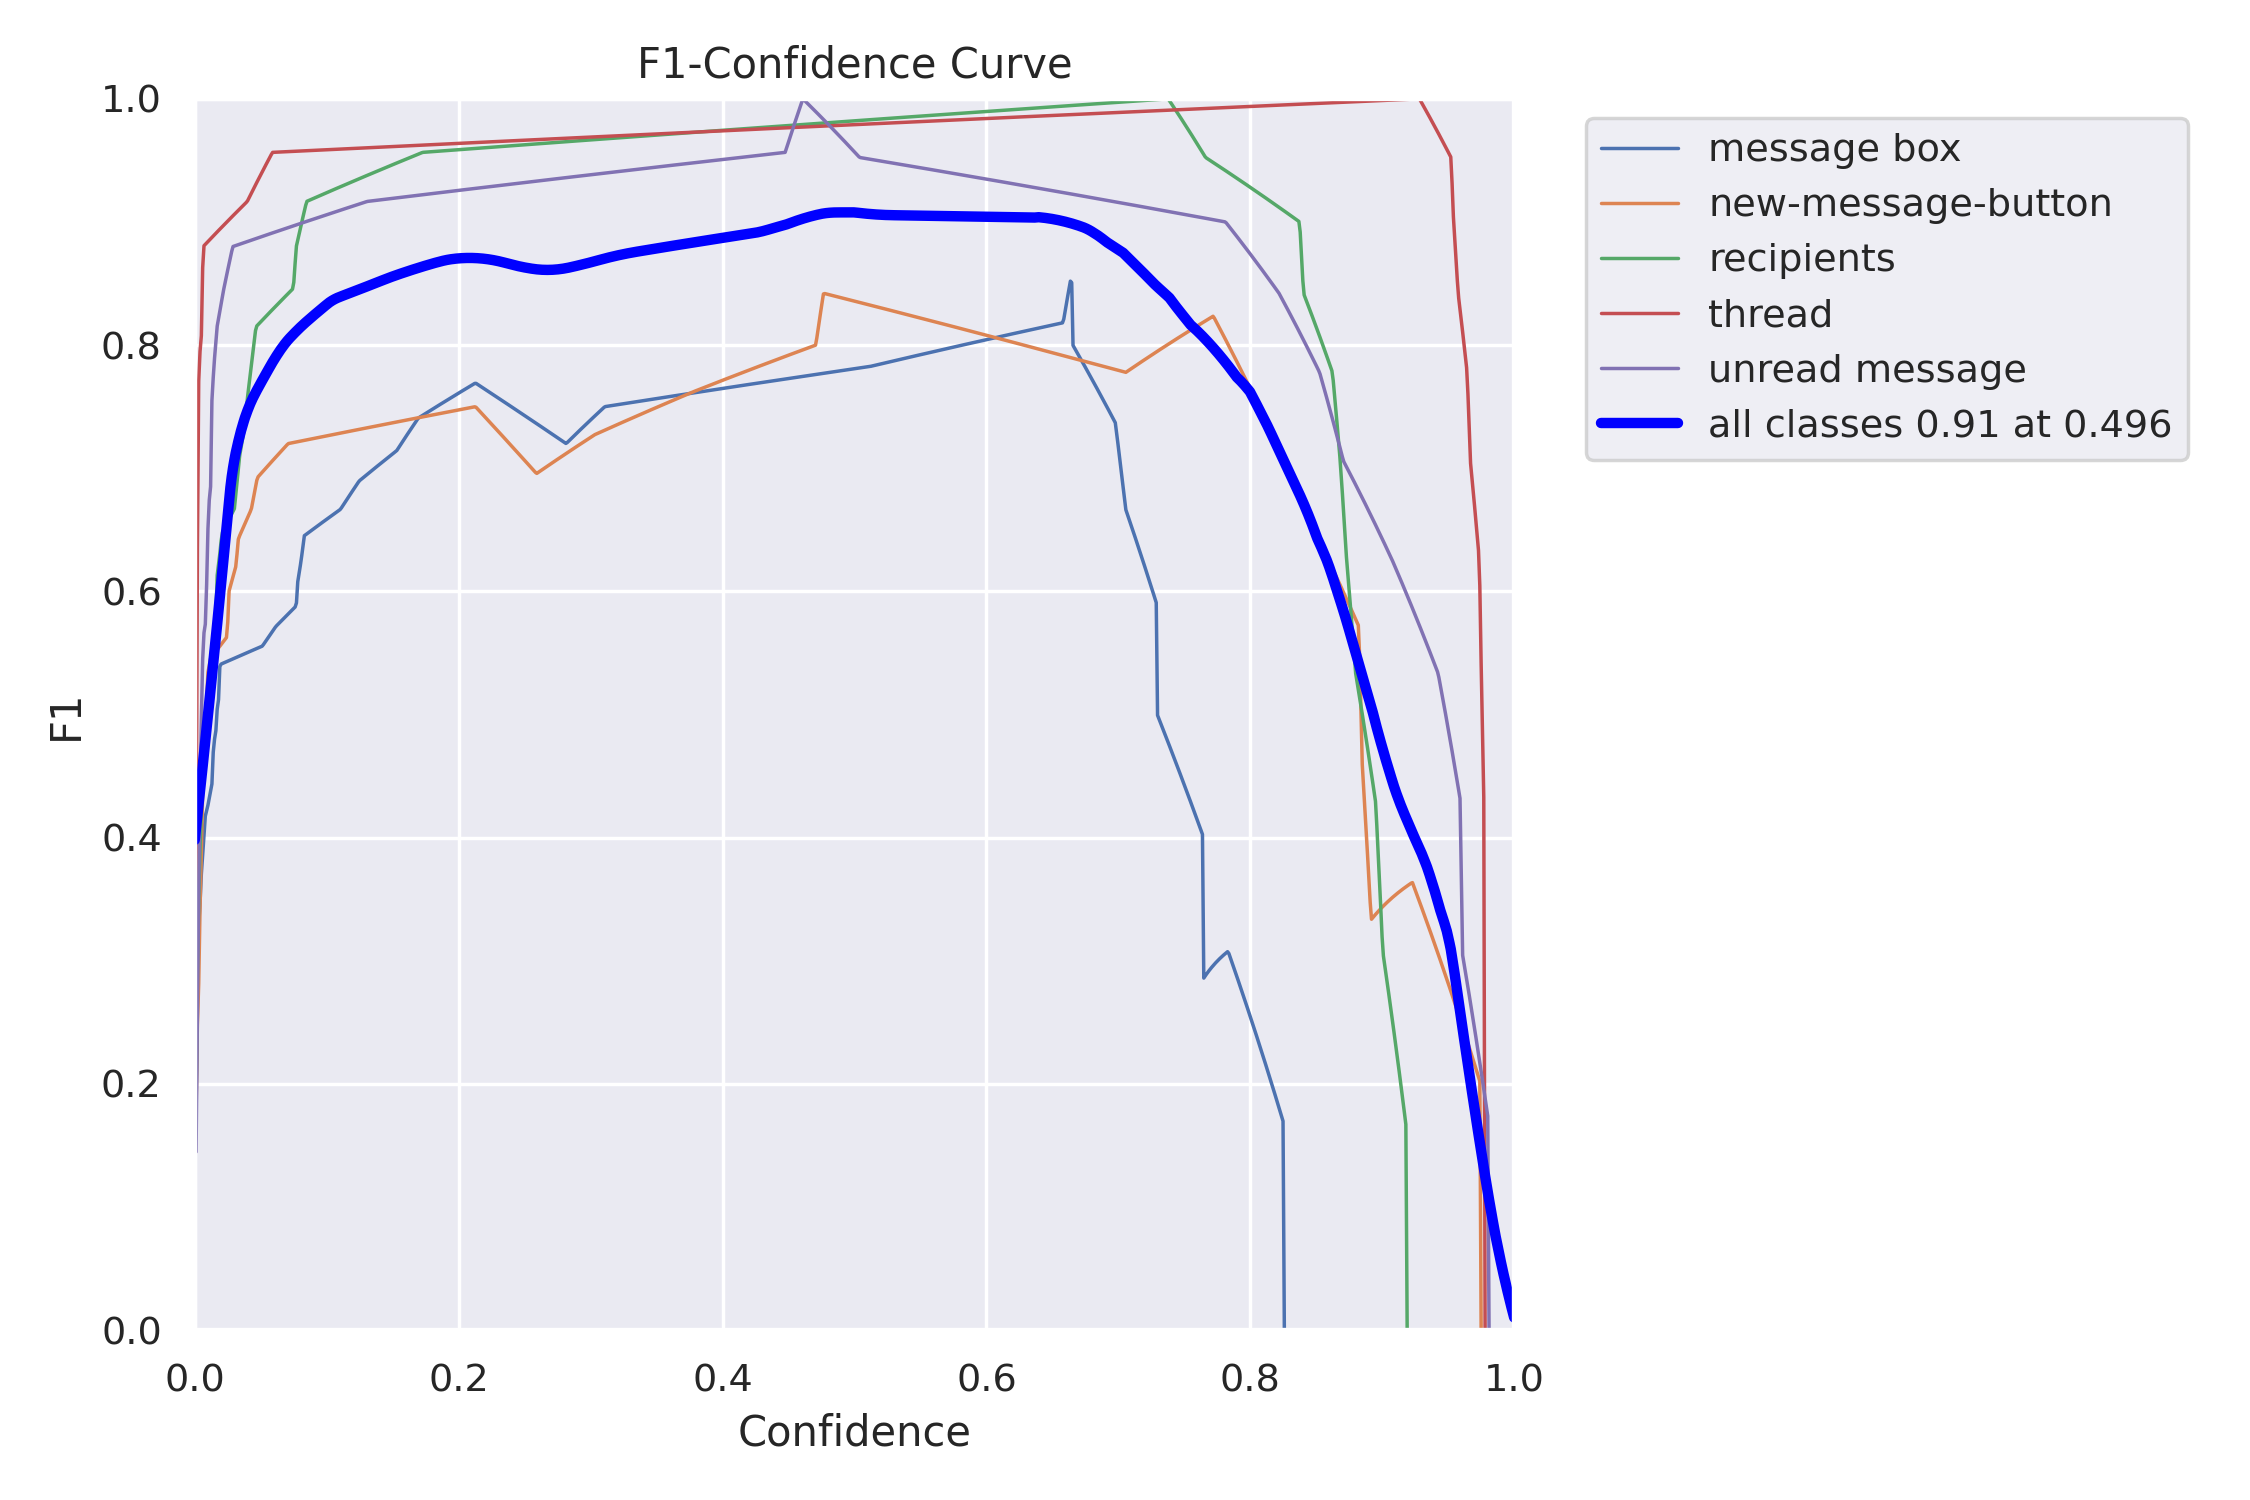 F1-Confidence Curve
1.0
0.8
0.6
0.4
0.2
0.0
F1
0.0 0.2 0.4 0.6 0.8 1.0
Confidence
message box
new-message-button
recipients
thread
unread message
all classes 0.91 at 0.496